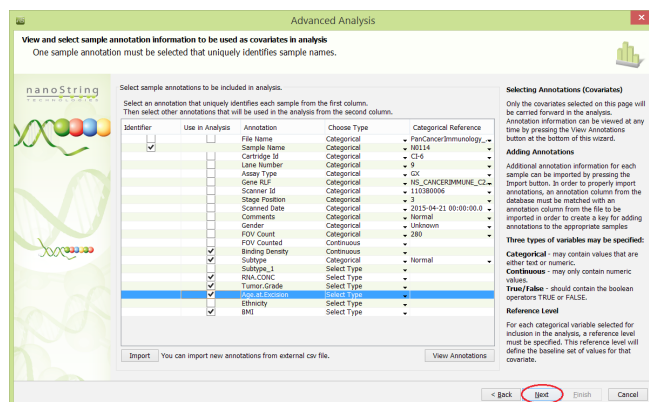 Advanced Analysis
View and select sample annotation information to be used as covariates in analysis
One sample annotation must be selected that uniquely identifies sample names.
nanoString
TECHNOLOGIES
Select sample annotations to be included in analysis.
Select an annotation that uniquely identifies each sample from the first column.
Then select other annotations that will be used in the analysis from the second column.
Identifier Use in Analysis Annotation Choose Type Categorical Reference
File Name Categorical PanCancerImmunology_...
Sample Name Categorical N0114
Cartridge Id Categorical CI-6
Lane Number Categorical 9
Assay Type Categorical GX
Gene RLF Categorical NS_CANCERIMMUNE_C2...
Scanner Id Categorical 1103B0006
Stage Position Categorical 3
Scanned Date Categorical 2015-04-21 00:00:00.0
Comments Categorical Normal
Gender Categorical Unknown
FOV Count Categorical 280
FOV Counted Continuous
Binding Density Continuous
Subtype Categorical Normal
Subtype_1 Select Type
RNA.CONC Select Type
Tumor.Grade Select Type
Age.at.Excision Select Type
Ethnicity Select Type
BMI Select Type
Import You can import new annotations from external csv file. View Annotations
Selecting Annotations (Covariates)
Only the covariates selected on this page will
be carried forward in the analysis.
Annotation information can be viewed at any
time by pressing the View Annotations
button at the bottom of this wizard.
Adding Annotations
Additional annotation information for each
sample can be imported by pressing the
Import button. In order to properly import
annotations, an annotation column from the
database must be matched with an
annotation column from the file to be
imported in order to create a key for adding
annotations to the appropriate samples
Three types of variables may be specified:
Categorical - may contain values that are
either text or numeric.
Continuous - may only contain numeric
values.
True/False - should contain the boolean
operators TRUE or FALSE.
Reference Level
For each categorical variable selected for
inclusion in the analysis, a reference level
must be specified. This reference level will
define the baseline set of values for that
covariate.
< Back Next Finish Cancel